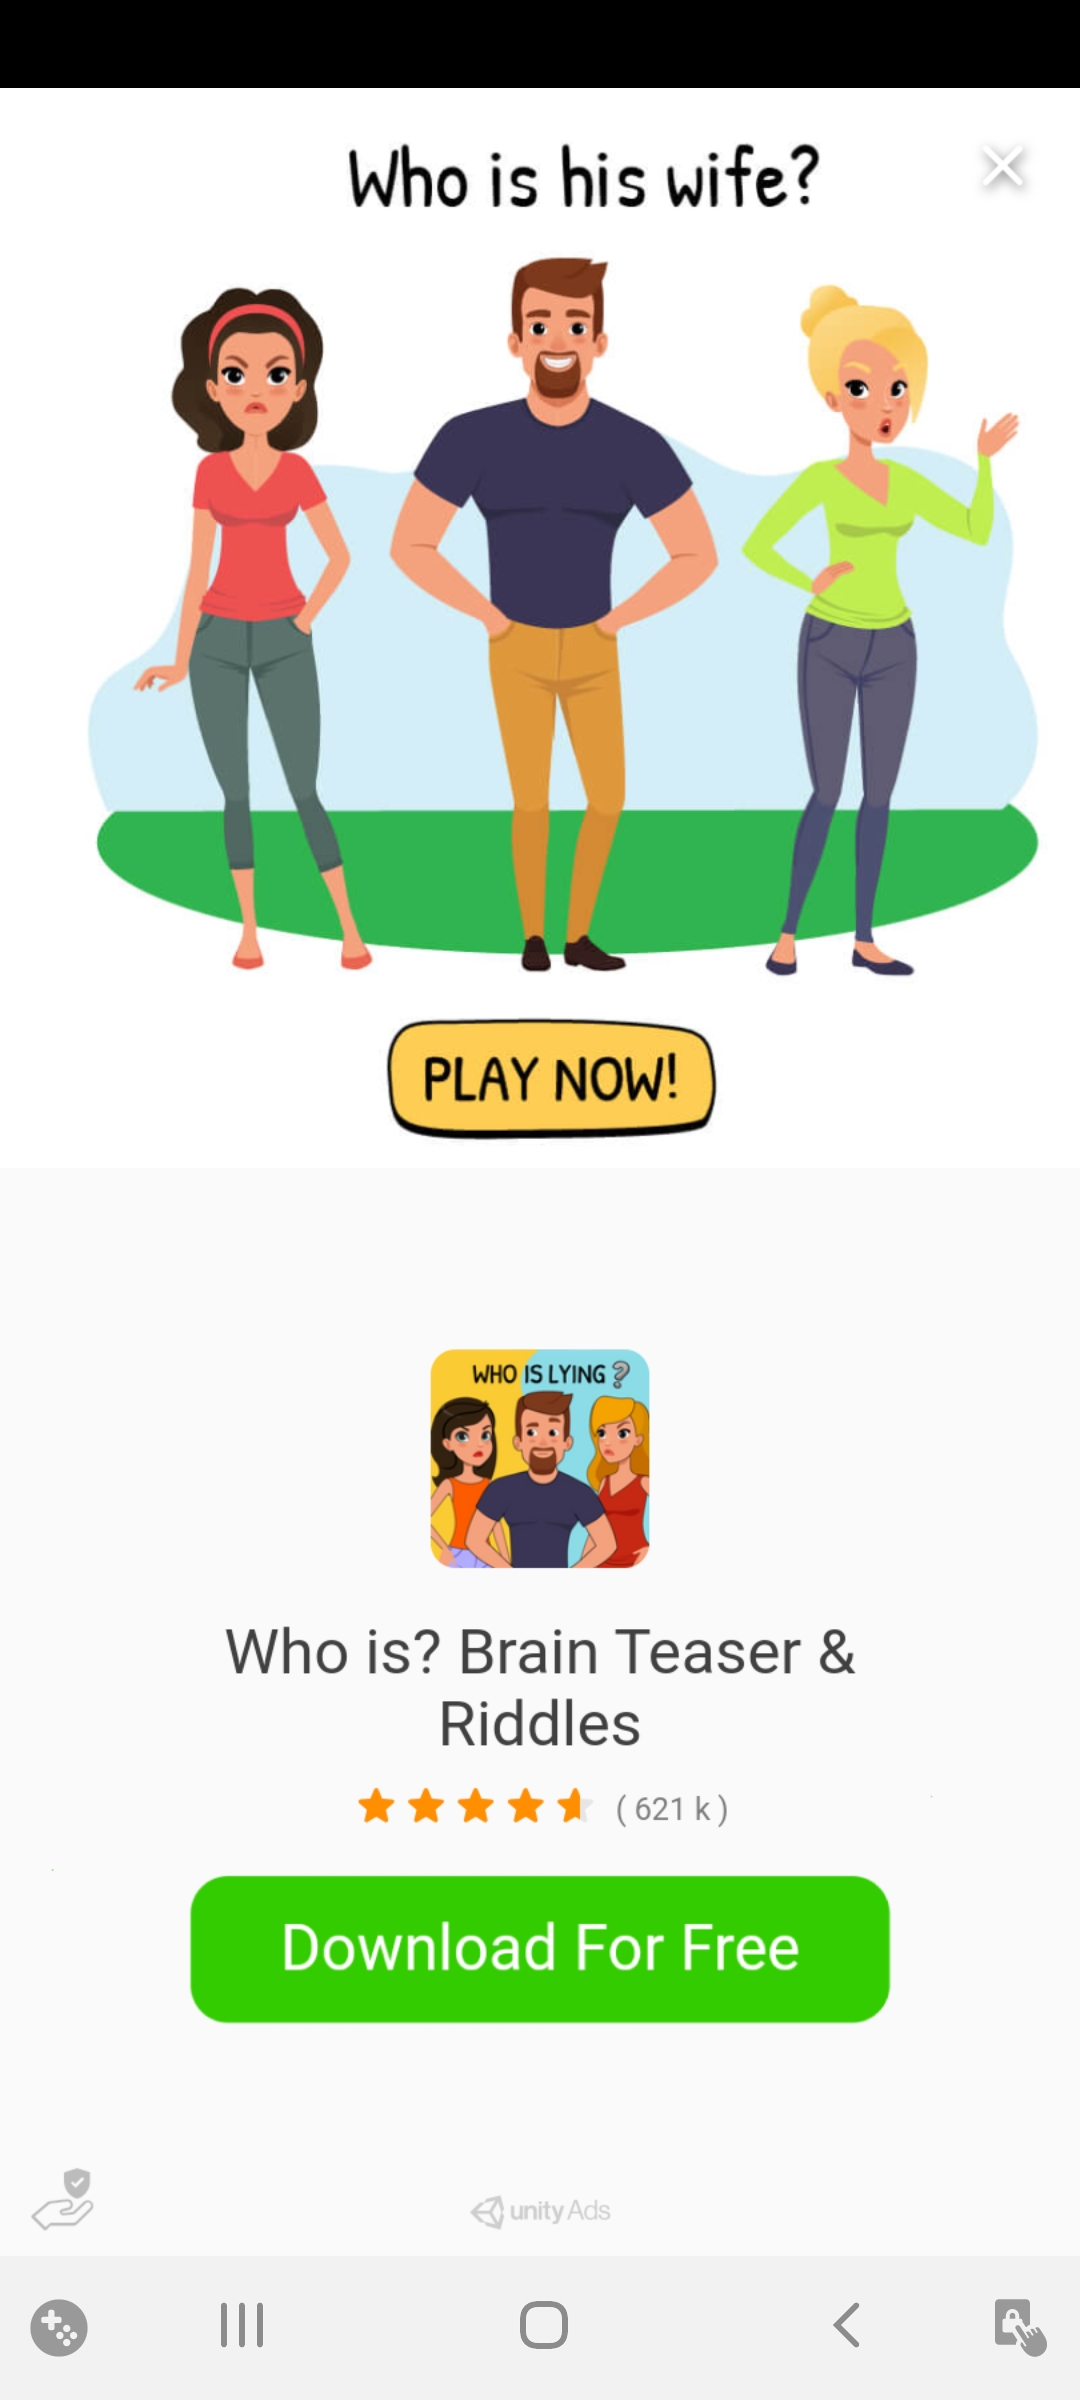 Who is his wife?
PLAY NOW!
WHO IS LYING?
Who is? Brain Teaser &
Riddles
( 621 k )
Download For Free
unity Ads